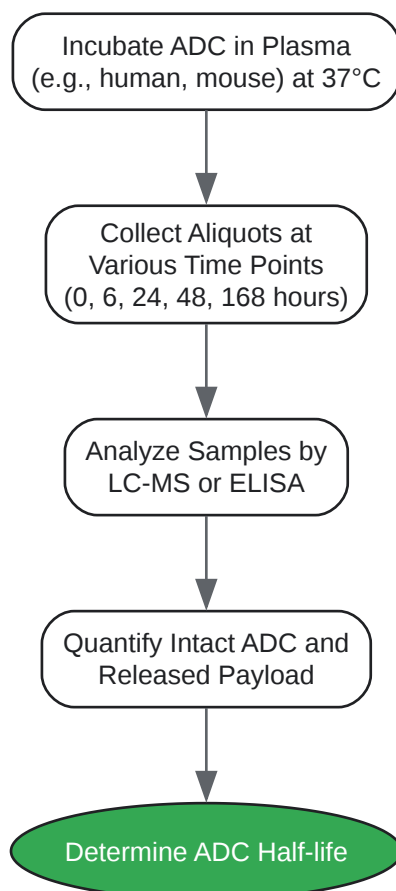 Incubate ADC in Plasma
(e.g., human, mouse) at 37°C
Collect Aliquots at
Various Time Points
(0, 6, 24, 48, 168 hours)
Analyze Samples by
LC-MS or ELISA
Quantify Intact ADC and
Released Payload
Determine ADC Half-life